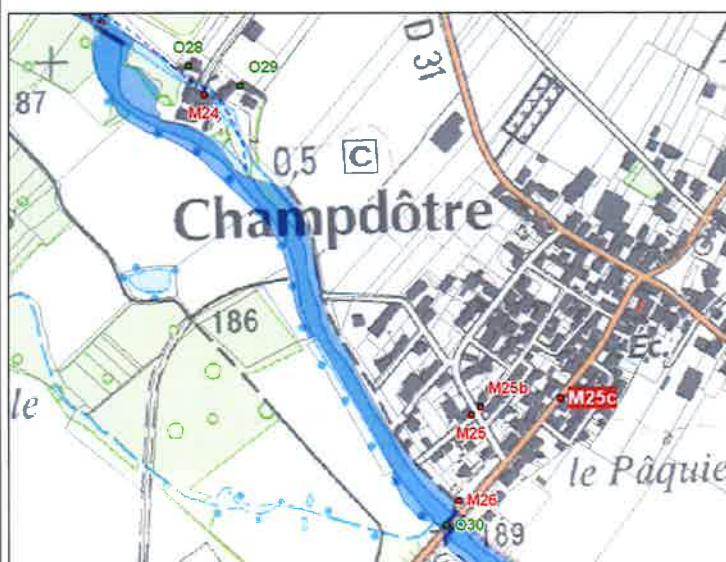 O28
O29
D 31
87
M24
0,5
C
Champdôtre
186
Éc.
le
M25b
M25c
M25
le Pâquie
M26
O30
189